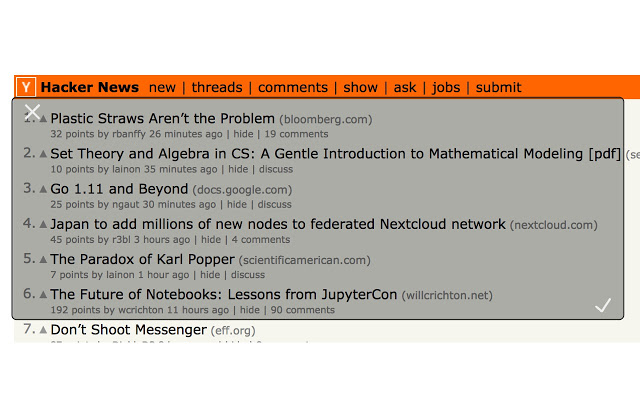 Y Hacker News new | threads | comments | show | ask | jobs | submit
1. Plastic Straws Aren't the Problem (bloomberg.com)
32 points by rbanffy 26 minutes ago | hide | 19 comments
2. Set Theory and Algebra in CS: A Gentle Introduction to Mathematical Modeling [pdf] (se
10 points by lainon 35 minutes ago | hide | discuss
3. Go 1.11 and Beyond (docs.google.com)
25 points by ngaut 30 minutes ago | hide | discuss
4. Japan to add millions of new nodes to federated Nextcloud network (nextcloud.com)
45 points by r3bl 3 hours ago | hide | 4 comments
5. The Paradox of Karl Popper (scientificamerican.com)
7 points by lainon 1 hour ago | hide | discuss
6. The Future of Notebooks: Lessons from JupyterCon (willcrichton.net)
192 points by wcrichton 11 hours ago | hide | 90 comments
7. Don't Shoot Messenger (eff.org)